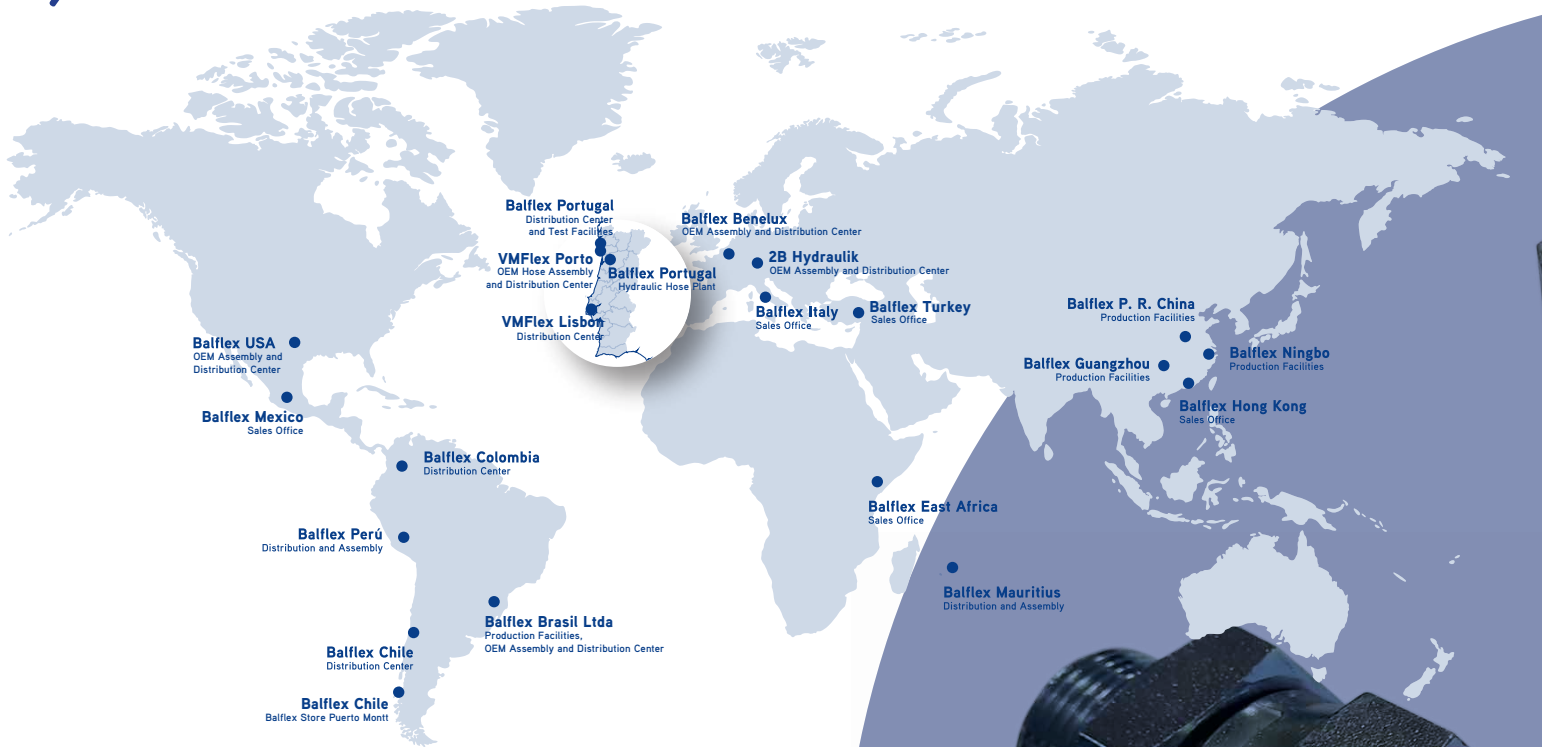 Balflex Portugal
Distribution Center
and Test Facilities
VMFlex Porto
OEM Hose Assembly
and Distribution Center
Balflex Portugal
Hydraulic Hose Plant
VMFlex Lisbon
Distribution Center
Balflex Benelux
OEM Assembly and Distribution Center
2B Hydraulik
OEM Assembly and Distribution Center
Balflex Italy
Sales Office
Balflex Turkey
Sales Office
Balflex P. R. China
Production Facilities
Balflex Ningbo
Production Facilities
Balflex Guangzhou
Production Facilities
Balflex Hong Kong
Sales Office
Balflex USA
OEM Assembly and
Distribution Center
Balflex Mexico
Sales Office
Balflex Colombia
Distribution Center
Balflex Perú
Distribution and Assembly
Balflex East Africa
Sales Office
Balflex Mauritius
Distribution and Assembly
Balflex Brasil Ltda
Production Facilities,
OEM Assembly and Distribution Center
Balflex Chile
Distribution Center
Balflex Chile
Balflex Store Puerto Montt